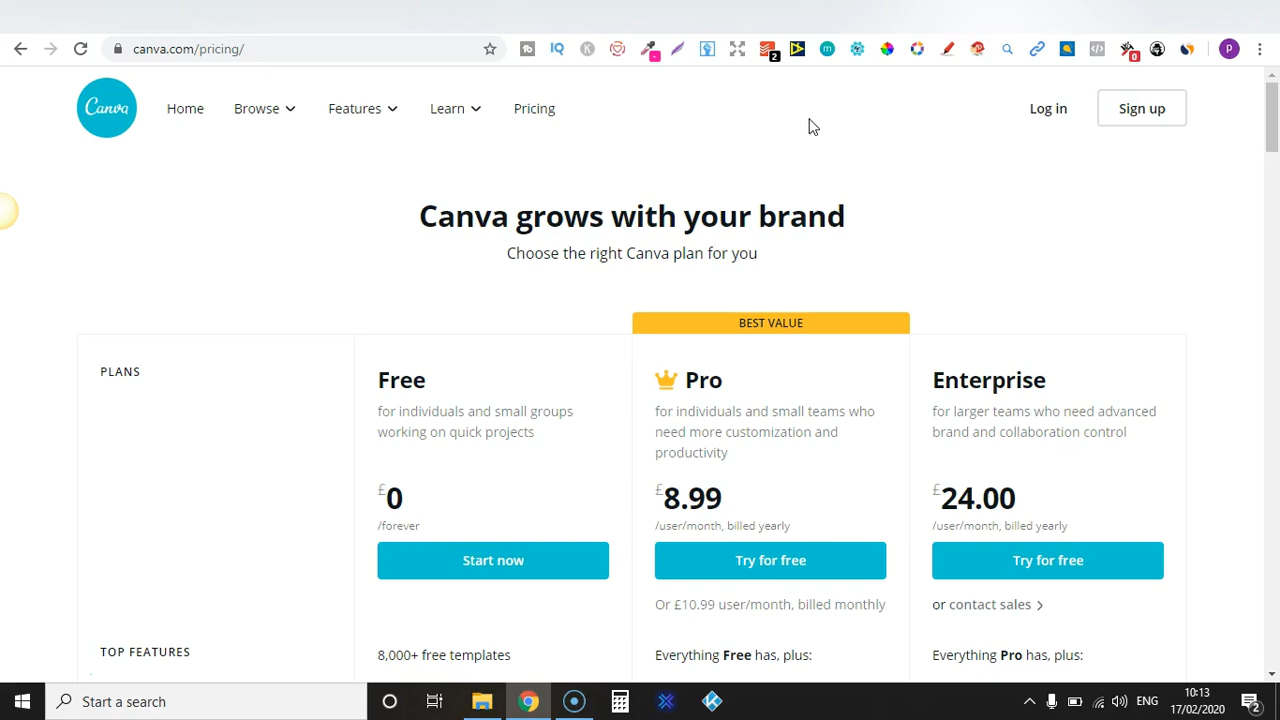 canva.com/pricing/
2
0
P
Canva
Home
Browse
Features
Learn
Pricing
Log in
Sign up
Canva grows with your brand
Choose the right Canva plan for you
BEST VALUE
PLANS
Free
for individuals and small groups
working on quick projects
£0
/forever
Start now
Pro
for individuals and small teams who
need more customization and
productivity
£8.99
/user/month, billed yearly
Try for free
Or £10.99 user/month, billed monthly
Enterprise
for larger teams who need advanced
brand and collaboration control
£24.00
/user/month, billed yearly
Try for free
or contact sales
TOP FEATURES
8,000+ free templates
Everything Free has, plus:
Everything Pro has, plus:
Start a search
ENG
10:13
17/02/2020
2